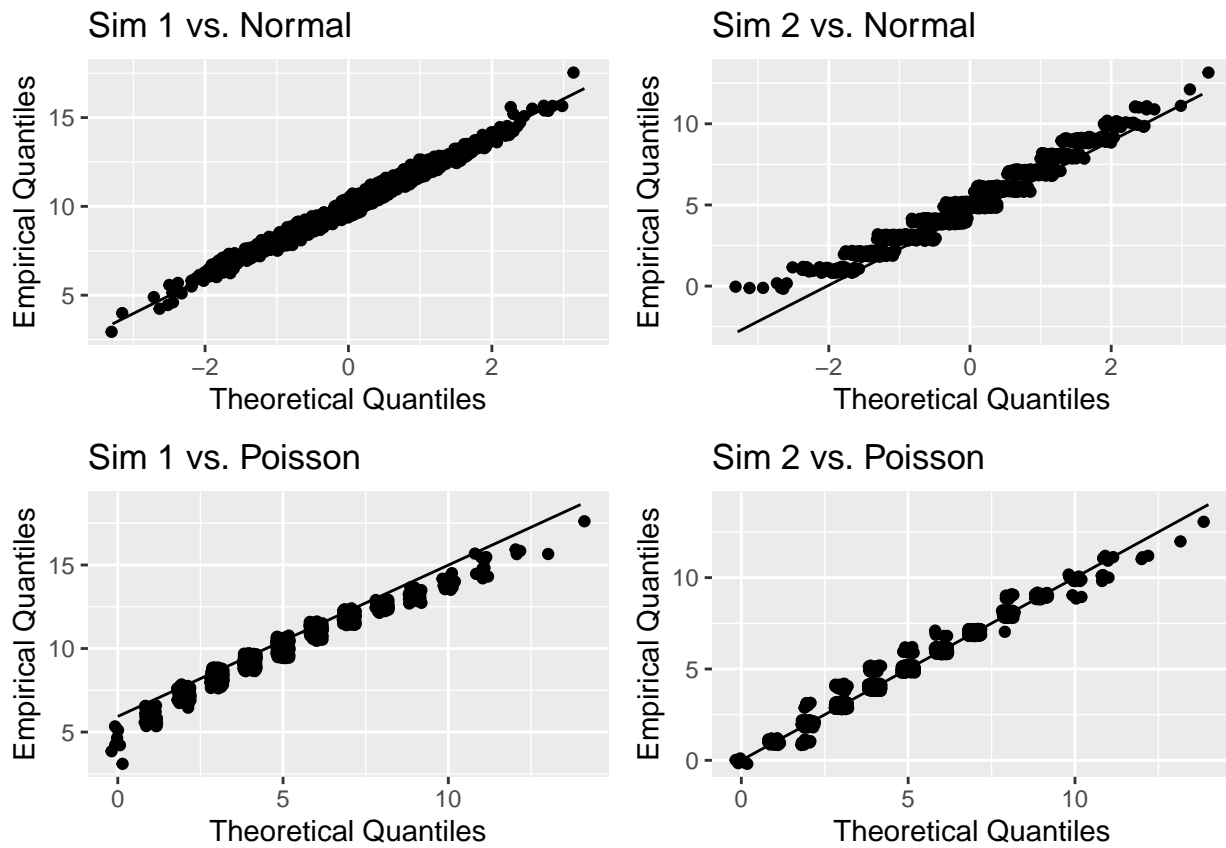 Sim 1 vs. Normal
Empirical Quantiles
15
10
5
−2
0
2
Theoretical Quantiles
Sim 2 vs. Normal
Empirical Quantiles
10
5
0
−2
0
2
Theoretical Quantiles
Sim 1 vs. Poisson
Empirical Quantiles
15
10
5
0
5
10
Theoretical Quantiles
Sim 2 vs. Poisson
Empirical Quantiles
10
5
0
0
5
10
Theoretical Quantiles